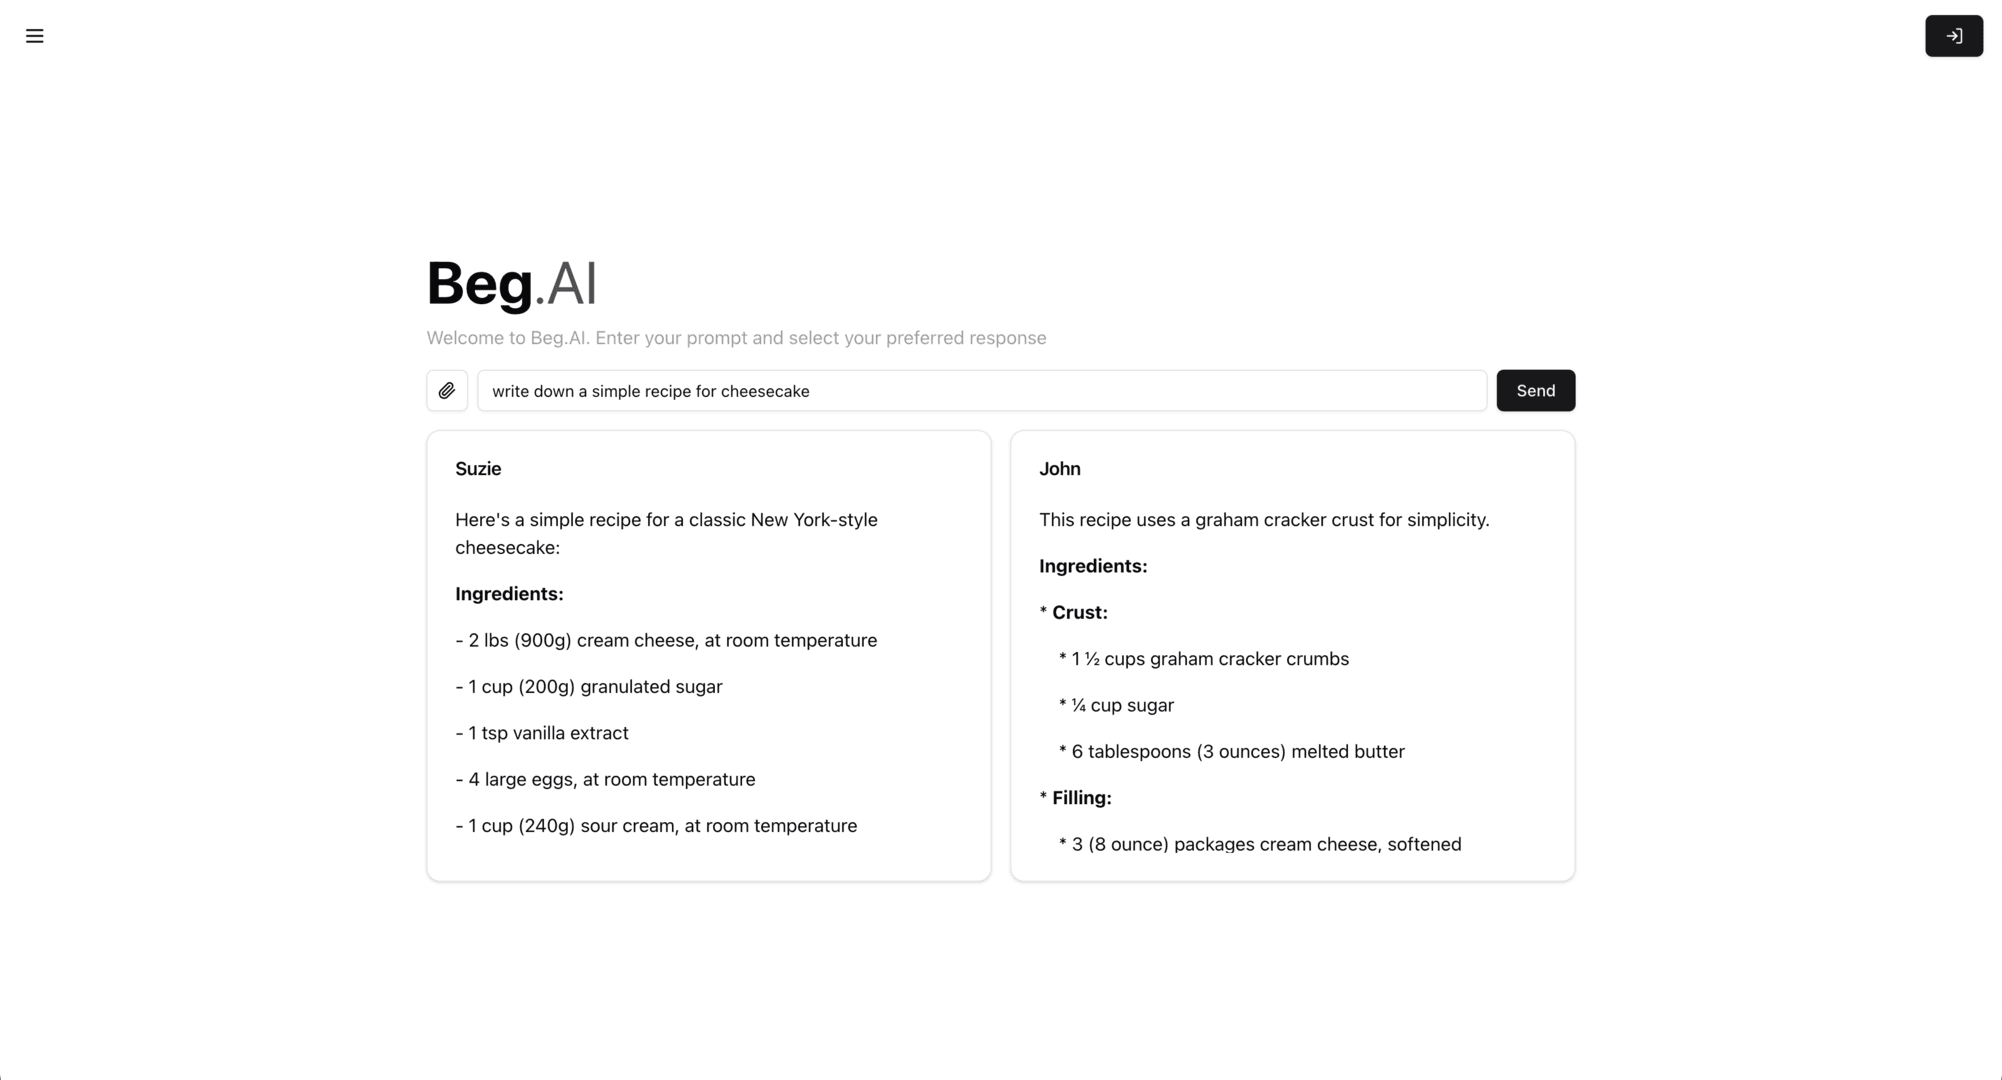 Beg.AI
Welcome to Beg.AI. Enter your prompt and select your preferred response
write down a simple recipe for cheesecake
Send
Suzie
Here's a simple recipe for a classic New York-style
cheesecake:
Ingredients:
- 2 lbs (900g) cream cheese, at room temperature
- 1 cup (200g) granulated sugar
- 1 tsp vanilla extract
- 4 large eggs, at room temperature
- 1 cup (240g) sour cream, at room temperature
John
This recipe uses a graham cracker crust for simplicity.
Ingredients:
* Crust:
* 1 ½ cups graham cracker crumbs
* ¼ cup sugar
* 6 tablespoons (3 ounces) melted butter
* Filling:
* 3 (8 ounce) packages cream cheese, softened